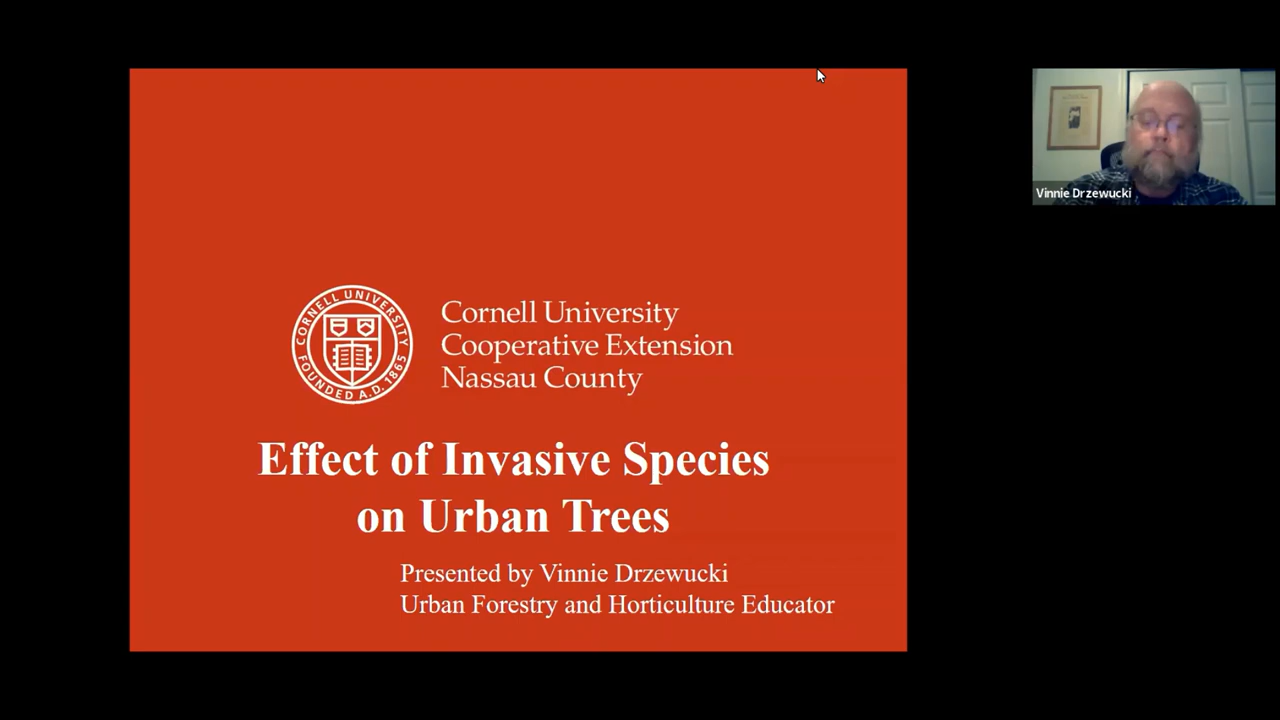 CORNELL UNIVERSITY
FOUNDED A.D. 1865
Cornell University
Cooperative Extension
Nassau County
Effect of Invasive Species
on Urban Trees
Presented by Vinnie Drzewucki
Urban Forestry and Horticulture Educator
Vinnie Drzewucki